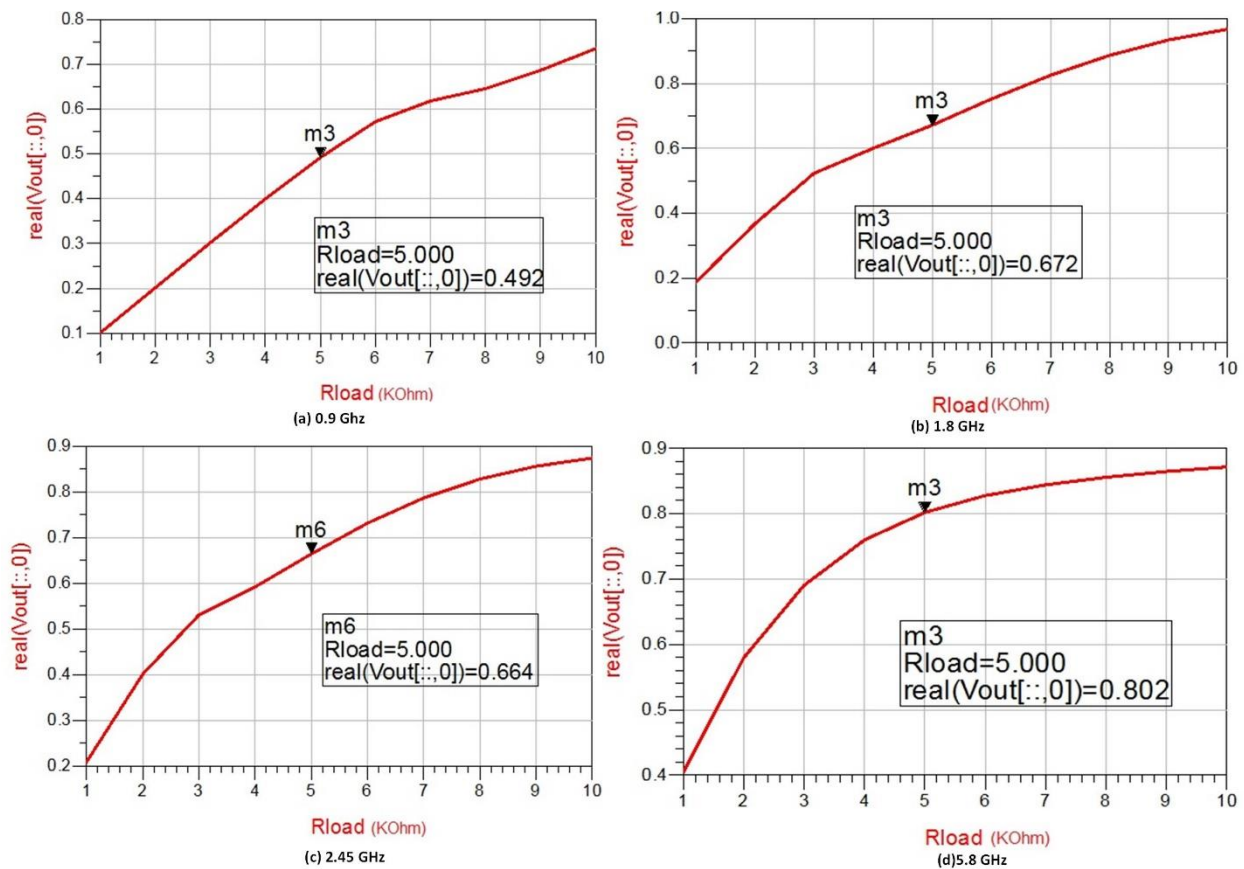 0.8
0.7
0.6
0.5
0.4
0.3
0.2
0.1
real(Vout[::,0])
m3
m3
Rload=5.000
real(Vout[::,0])=0.492
1 2 3 4 5 6 7 8 9 10
Rload (KOhm)
(a) 0.9 Ghz
1.0
0.8
0.6
0.4
0.2
0.0
real(Vout[::,0])
m3
m3
Rload=5.000
real(Vout[::,0])=0.672
1 2 3 4 5 6 7 8 9 10
Rload (KOhm)
(b) 1.8 GHz
0.9
0.8
0.7
0.6
0.5
0.4
0.3
0.2
real(Vout[::,0])
m6
m6
Rload=5.000
real(Vout[::,0])=0.664
1 2 3 4 5 6 7 8 9 10
Rload (KOhm)
(c) 2.45 GHz
0.9
0.8
0.7
0.6
0.5
0.4
real(Vout[::,0])
m3
m3
Rload=5.000
real(Vout[::,0])=0.802
1 2 3 4 5 6 7 8 9 10
Rload (KOhm)
(d)5.8 GHz